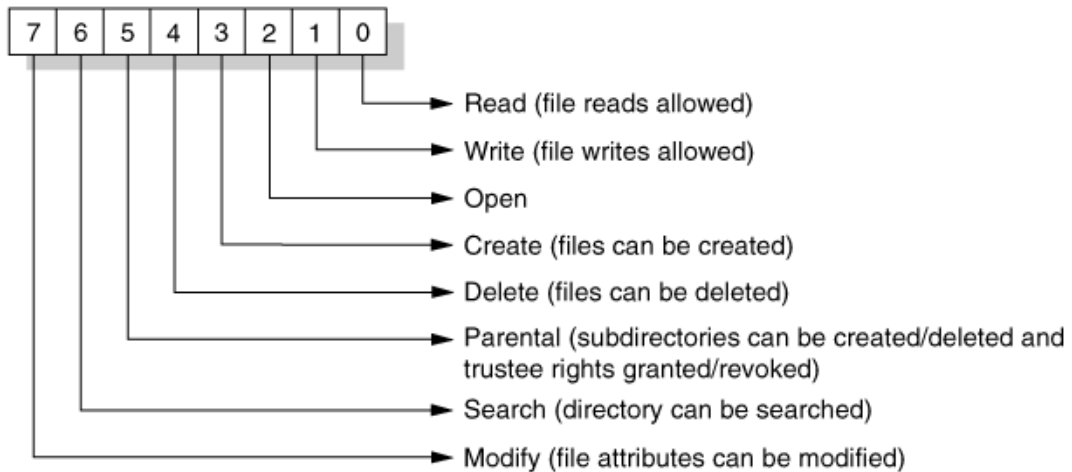 7 6 5 4 3 2 1 0
Read (file reads allowed)
Write (file writes allowed)
Open
Create (files can be created)
Delete (files can be deleted)
Parental (subdirectories can be created/deleted and
trustee rights granted/revoked)
Search (directory can be searched)
Modify (file attributes can be modified)